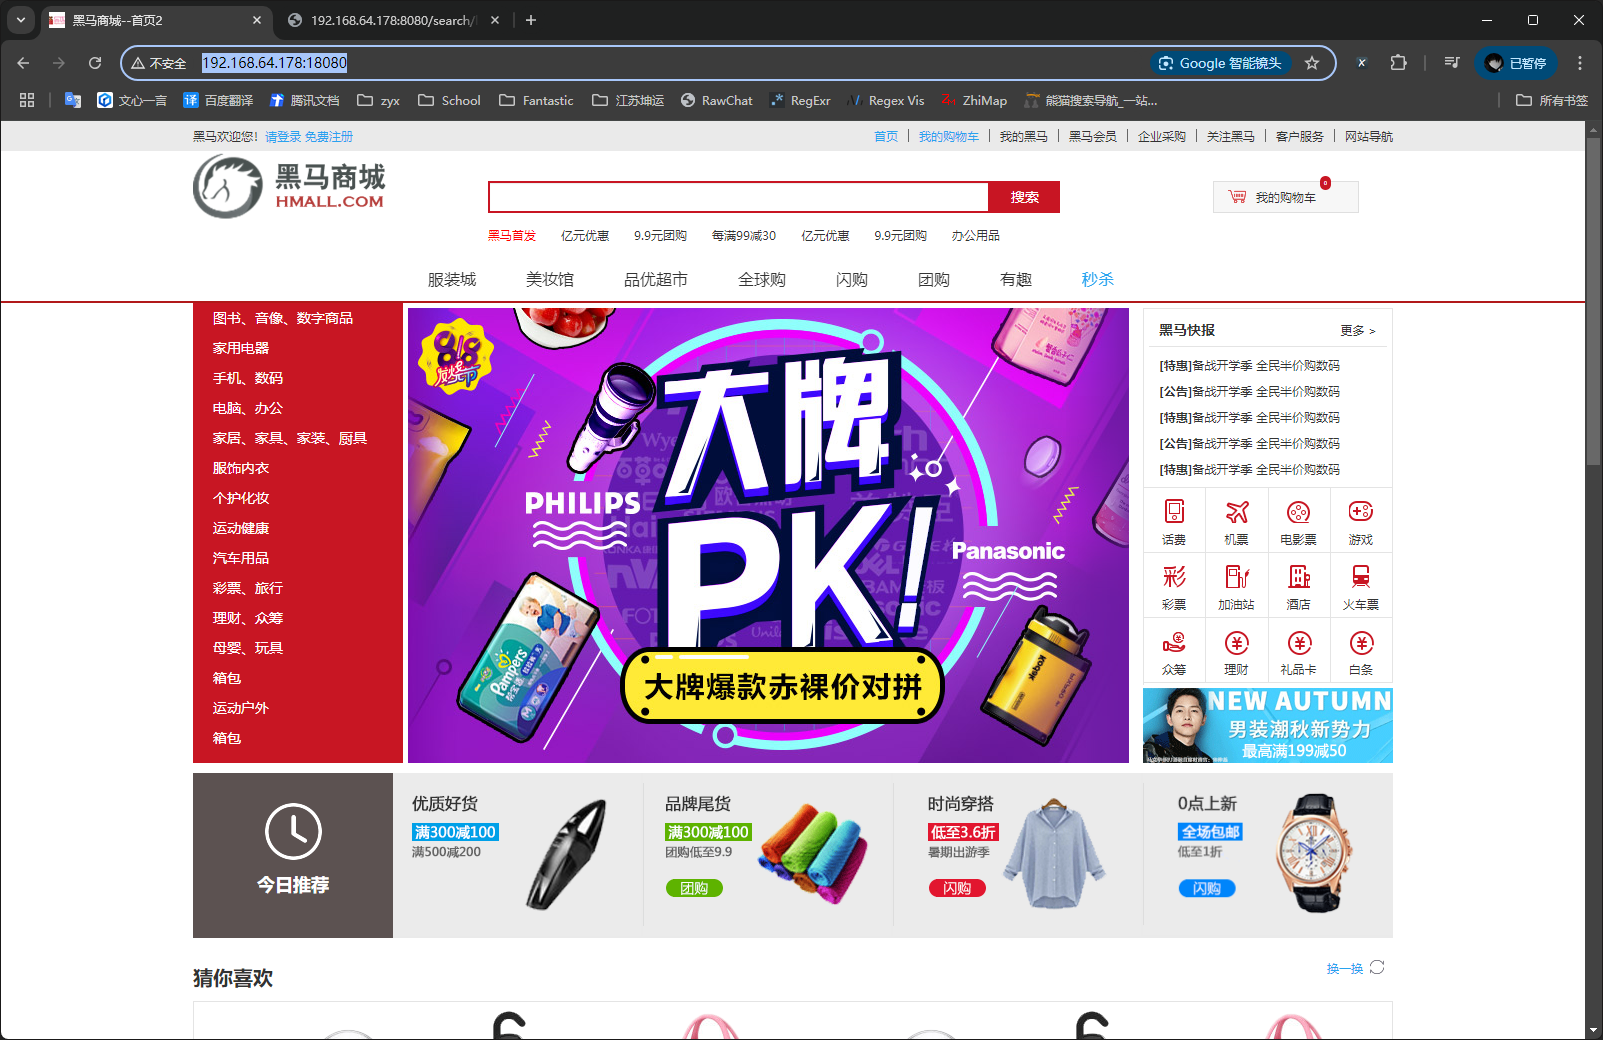 黑马商城--首页2
192.168.64.178:8080/search/
不安全
192.168.64.178:18080
Google 智能镜头
已暂停
文心一言
百度翻译
腾讯文档
zyx
School
Fantastic
江苏坤运
RawChat
RegExr
Regex Vis
ZhiMap
熊猫搜索导航_一站...
所有书签
黑马欢迎您! 请登录 免费注册
首页
我的购物车
我的黑马
黑马会员
企业采购
关注黑马
客户服务
网站导航
黑马商城
HMALL.COM
搜索
我的购物车
0
黑马首发
亿元优惠
9.9元团购
每满99减30
亿元优惠
9.9元团购
办公用品
服装城
美妆馆
品优超市
全球购
闪购
团购
有趣
秒杀
图书、音像、数字商品
家用电器
手机、数码
电脑、办公
家居、家具、家装、厨具
服饰内衣
个护化妆
运动健康
汽车用品
彩票、旅行
理财、众筹
母婴、玩具
箱包
运动户外
箱包
大牌
PK!
PHILIPS
Panasonic
Pampers
Kodak
大牌爆款赤裸价对拼
黑马快报
更多 >
[特惠]备战开学季 全民半价购数码
[公告]备战开学季 全民半价购数码
[特惠]备战开学季 全民半价购数码
[公告]备战开学季 全民半价购数码
[特惠]备战开学季 全民半价购数码
话费
机票
电影票
游戏
彩票
加油站
酒店
火车票
众筹
理财
礼品卡
白条
NEW AUTUMN
男装潮秋新势力
最高满199减50
今日推荐
优质好货
满300减100
满500减200
品牌尾货
满300减100
团购低至9.9
团购
时尚穿搭
低至3.6折
暑期出游季
闪购
0点上新
全场包邮
低至1折
闪购
猜你喜欢
换一换